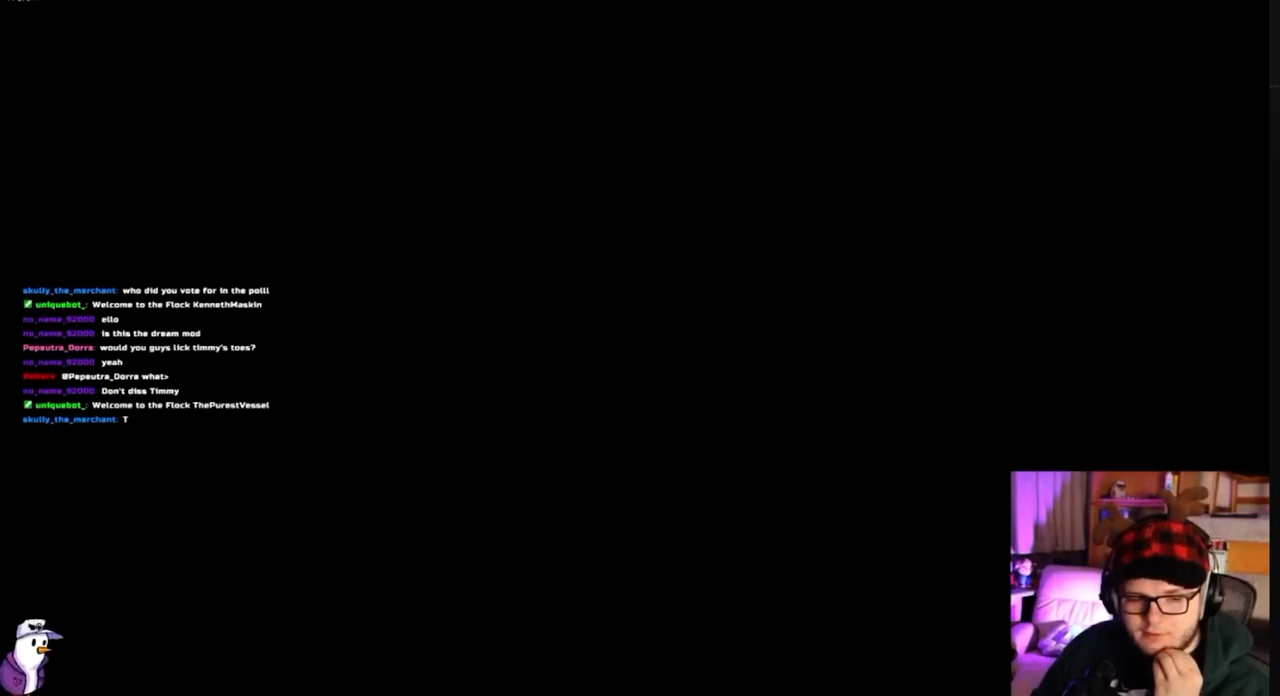 skully_the_merchant: who did you vote for in the polll
uniquebot_: Welcome to the Flock KennethMaskin
no_name_92000 ello
no_name_92000 is this the dream mod
Pepeutra_Dorra: would you guys lick timmy's toes?
no_name_92000 yeah
@Pepeutra_Dorra what>
no_name_92000 Don't diss Timmy
uniquebot_: Welcome to the Flock ThePurestVessel
skully_the_merchant: T